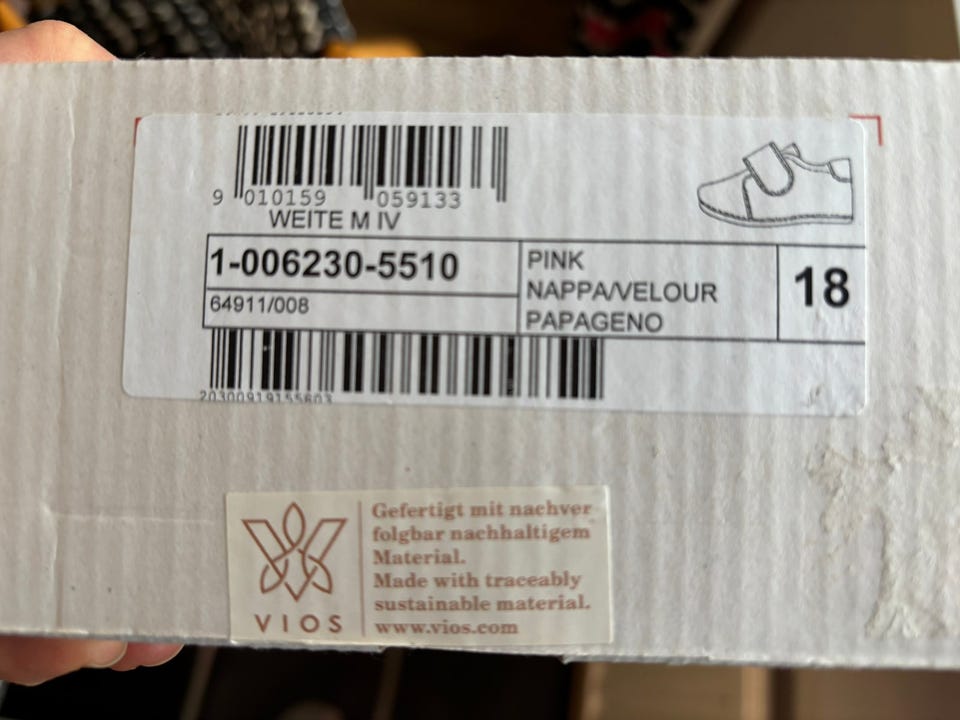 9 010159 059133
WEITE M IV
1-006230-5510
64911/008
PINK
NAPPA/VELOUR
PAPAGENO
18
20300919155603
VIOS
Gefertigt mit nachver
folgbar nachhaltigem
Material.
Made with traceably
sustainable material.
www.vios.com